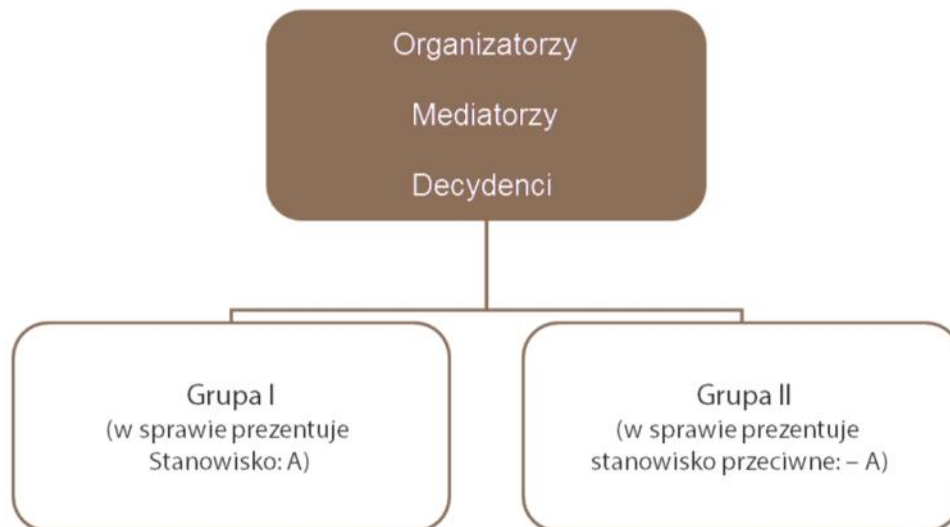 Organizatorzy
Mediatorzy
Decydenci
Grupa I
(w sprawie prezentuje
Stanowisko: A)
Grupa II
(w sprawie prezentuje
stanowisko przeciwne: – A)